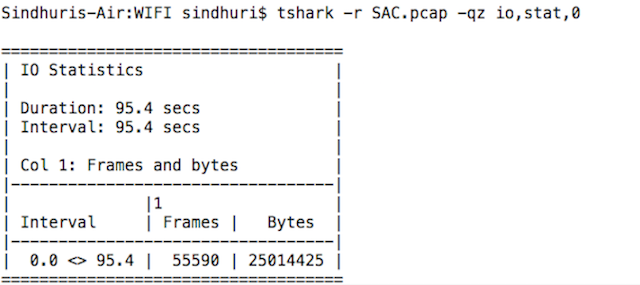 Sindhuris-Air:WIFI sindhuri$ tshark -r SAC.pcap -qz io,stat,0
===================================
| IO Statistics                   |
|                                 |
| Duration: 95.4 secs             |
| Interval: 95.4 secs             |
|                                 |
| Col 1: Frames and bytes         |
|---------------------------------|
|              |1                 |
| Interval     | Frames |   Bytes  |
|---------------------------------|
|  0.0 <> 95.4 |  55590 | 25014425 |
===================================